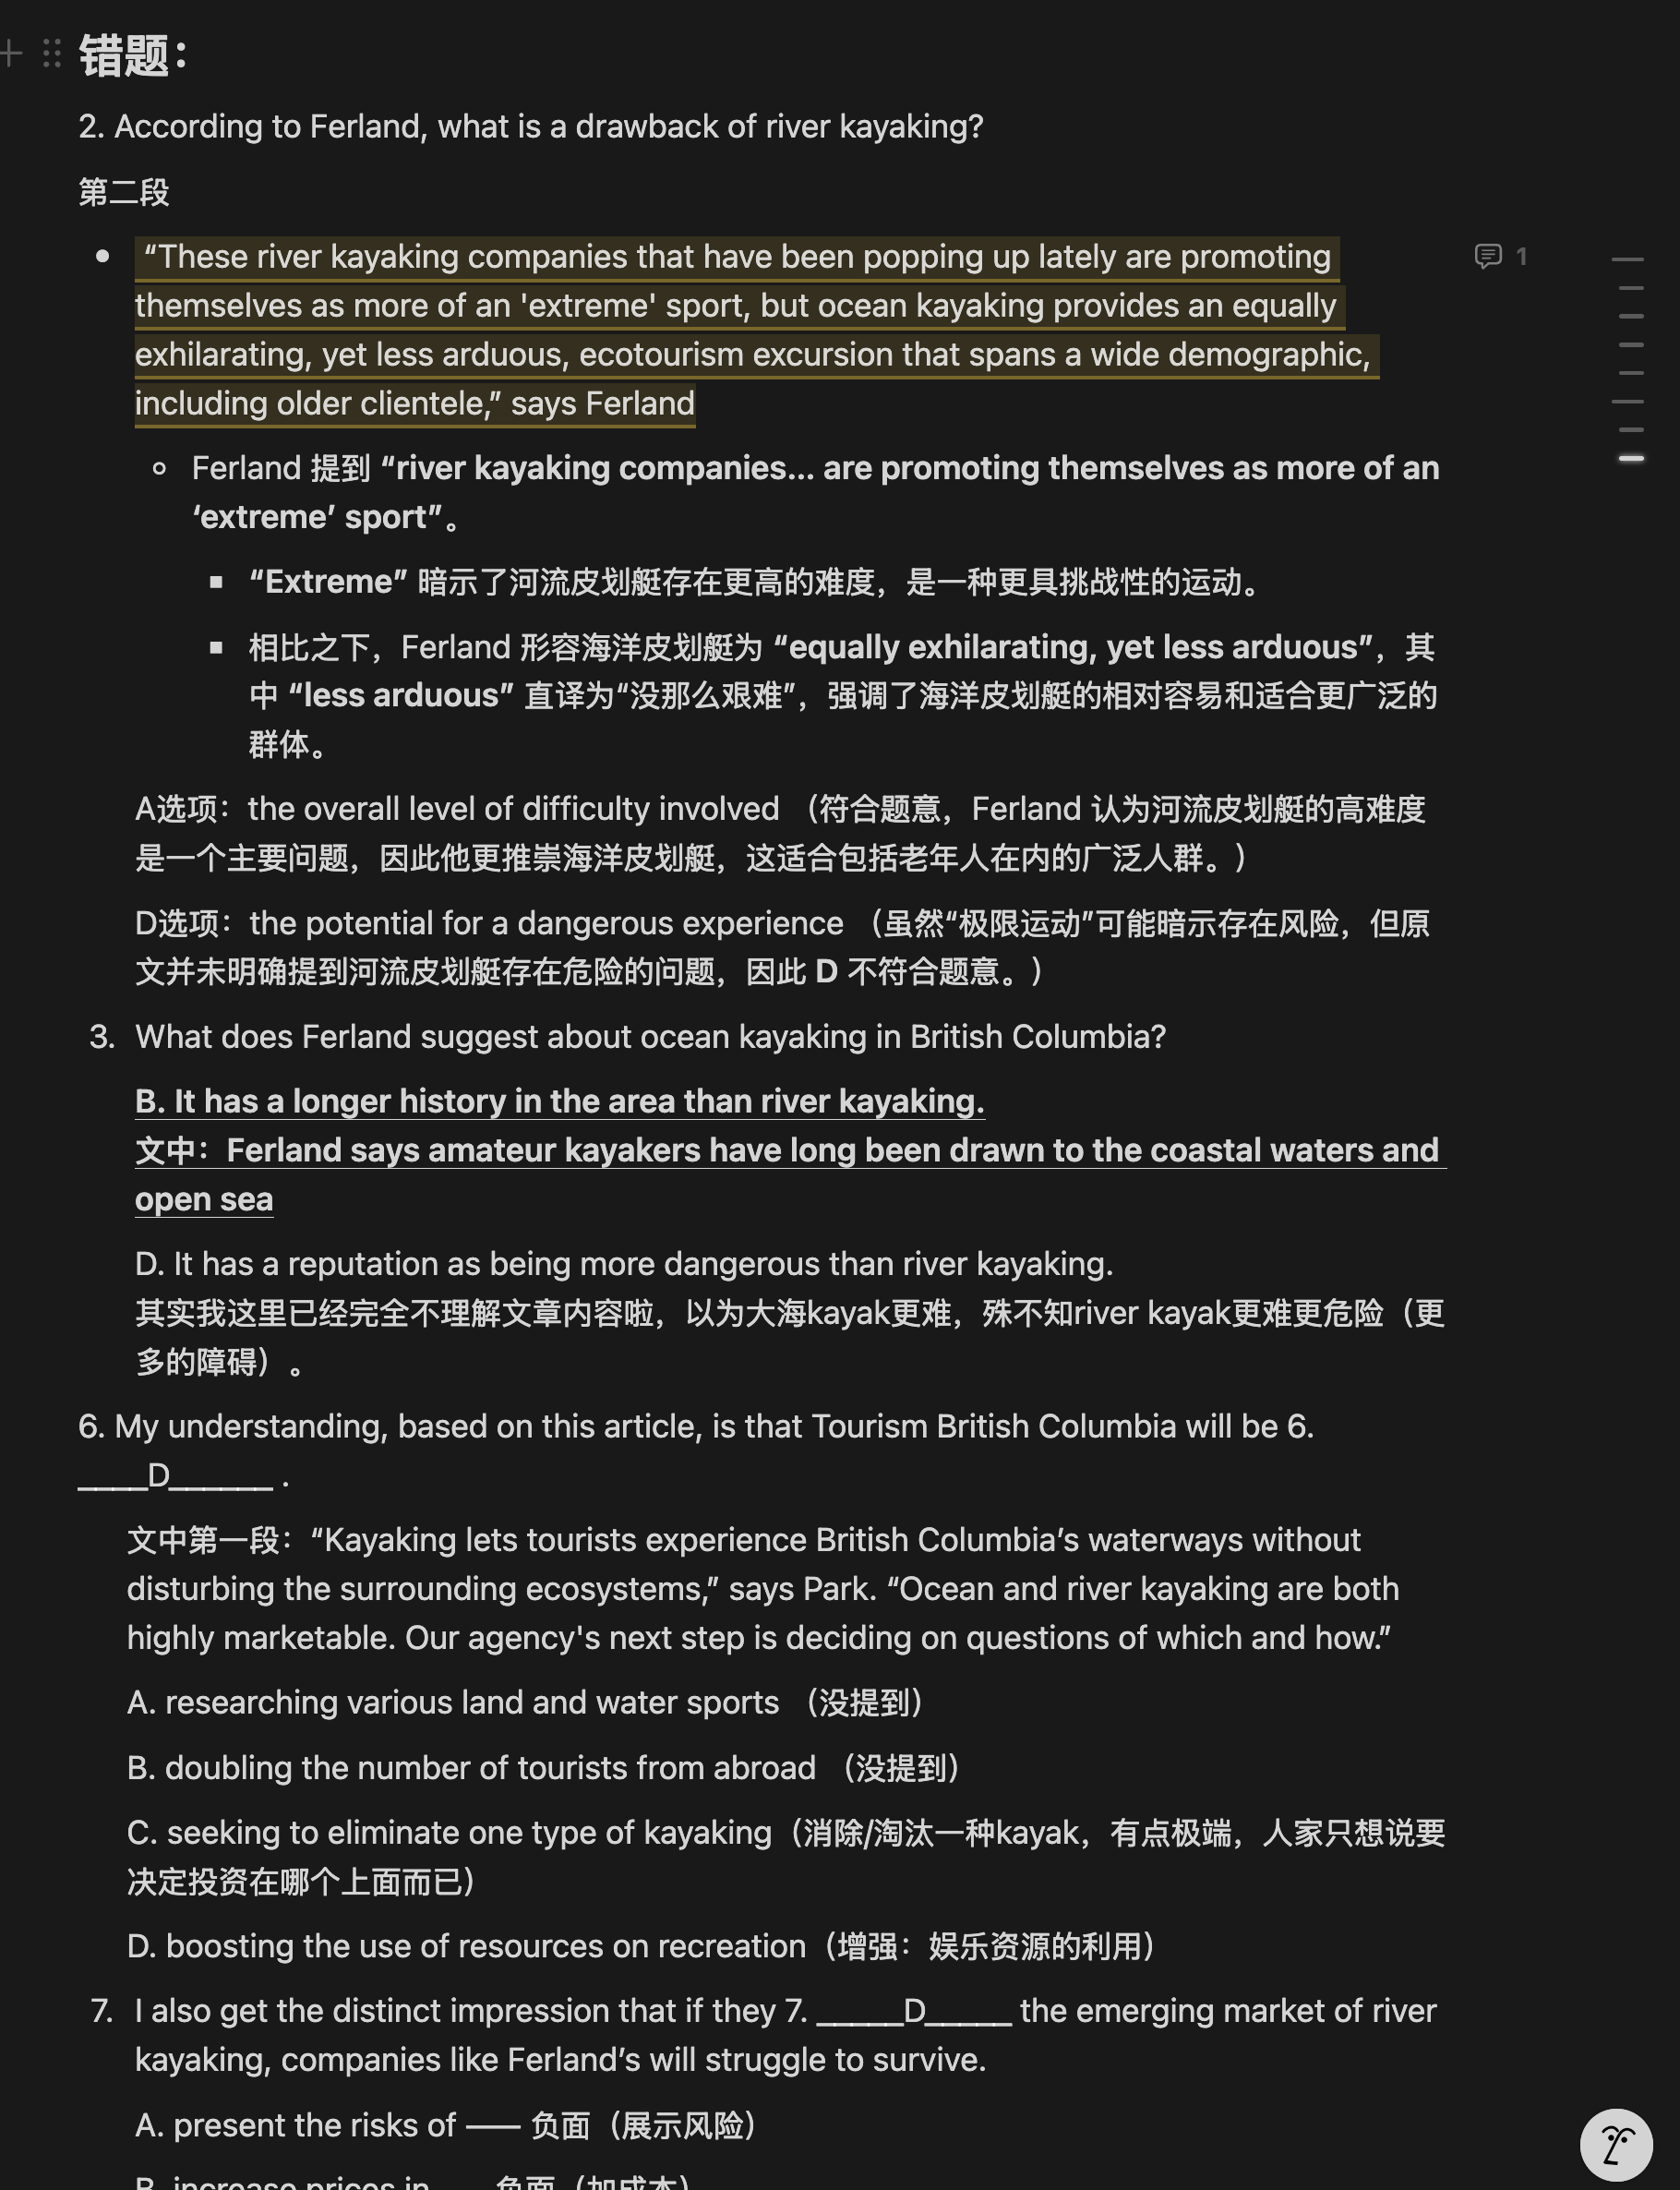 错题：
2. According to Ferland, what is a drawback of river kayaking?
第二段
“These river kayaking companies that have been popping up lately are promoting
1
themselves as more of an 'extreme' sport, but ocean kayaking provides an equally
exhilarating, yet less arduous, ecotourism excursion that spans a wide demographic,
including older clientele,” says Ferland
Ferland 提到 “river kayaking companies... are promoting themselves as more of an
‘extreme’ sport”。
“Extreme” 暗示了河流皮划艇存在更高的难度，是一种更具挑战性的运动。
相比之下，Ferland 形容海洋皮划艇为 “equally exhilarating, yet less arduous”，其
中 “less arduous” 直译为“没那么艰难”，强调了海洋皮划艇的相对容易和适合更广泛的
群体。
A选项：the overall level of difficulty involved （符合题意，Ferland 认为河流皮划艇的高难度
是一个主要问题，因此他更推崇海洋皮划艇，这适合包括老年人在内的广泛人群。）
D选项：the potential for a dangerous experience （虽然“极限运动”可能暗示存在风险，但原
文并未明确提到河流皮划艇存在危险的问题，因此 D 不符合题意。）
3. What does Ferland suggest about ocean kayaking in British Columbia?
B. It has a longer history in the area than river kayaking.
文中：Ferland says amateur kayakers have long been drawn to the coastal waters and
open sea
D. It has a reputation as being more dangerous than river kayaking.
其实我这里已经完全不理解文章内容啦，以为大海kayak更难，殊不知river kayak更难更危险（更
多的障碍）。
6. My understanding, based on this article, is that Tourism British Columbia will be 6.
____D______ .
文中第一段：“Kayaking lets tourists experience British Columbia’s waterways without
disturbing the surrounding ecosystems,” says Park. “Ocean and river kayaking are both
highly marketable. Our agency's next step is deciding on questions of which and how.”
A. researching various land and water sports （没提到）
B. doubling the number of tourists from abroad （没提到）
C. seeking to eliminate one type of kayaking（消除/淘汰一种kayak，有点极端，人家只想说要
决定投资在哪个上面而已）
D. boosting the use of resources on recreation（增强：娱乐资源的利用）
7. I also get the distinct impression that if they 7. _____D_____ the emerging market of river
kayaking, companies like Ferland’s will struggle to survive.
A. present the risks of —— 负面（展示风险）
B. increase prices in —— 负面（加成本）